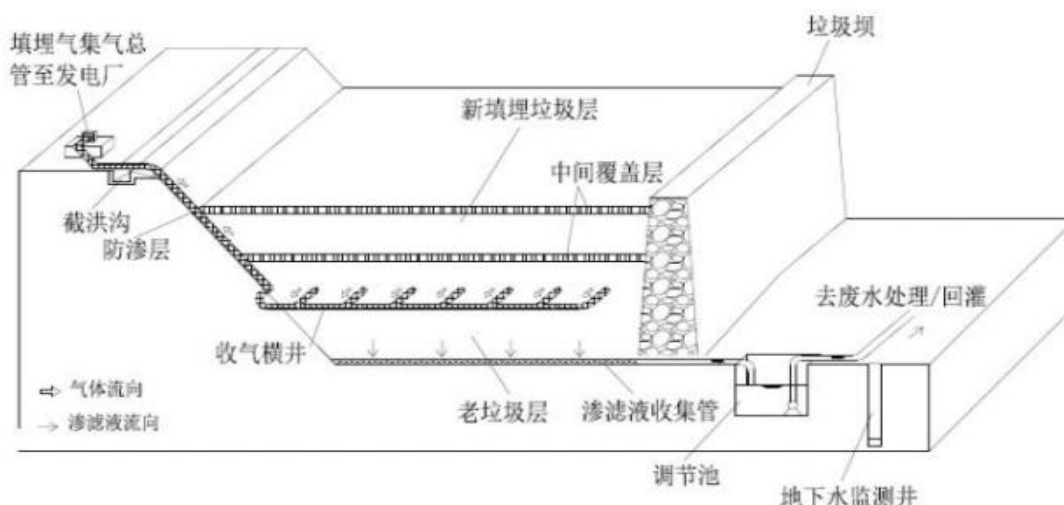 填埋气集气总
管至发电厂
垃圾坝
新填埋垃圾层
中间覆盖层
截洪沟
防渗层
去废水处理/回灌
收气横井
气体流向
老垃圾层
渗滤液收集管
渗滤液流向
调节池
地下水监测井